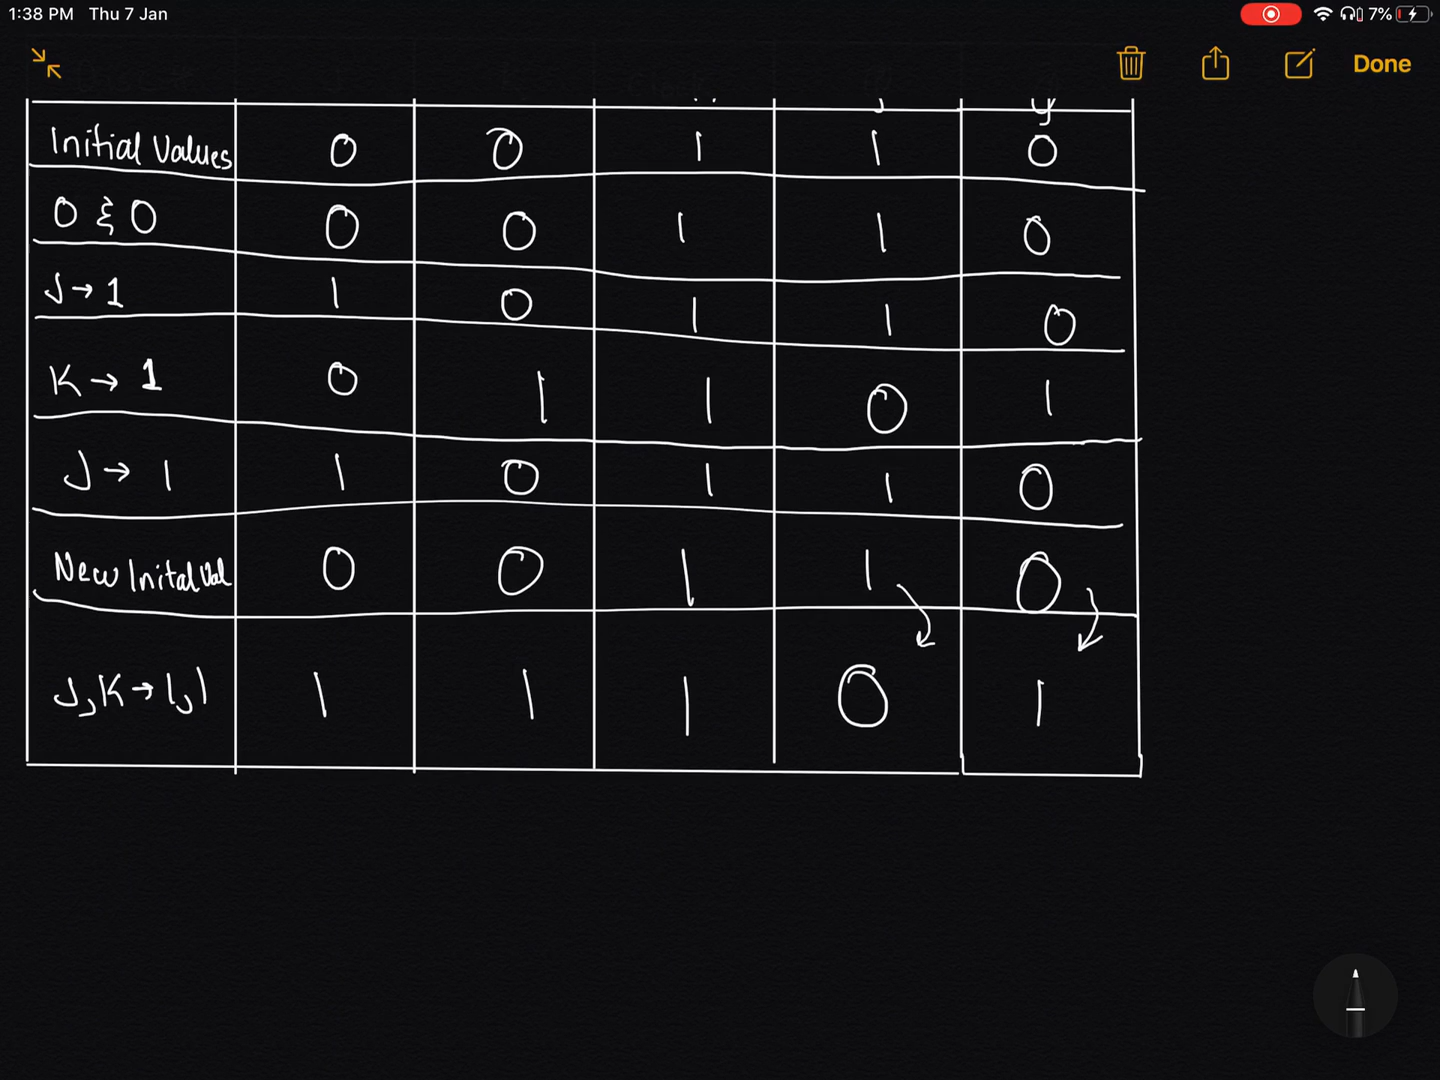 1:38 PM Thu 7 Jan 7%
Done
y
Initial Values 0 0 1 1 0
0 & 0 0 0 1 1 0
J → 1 1 0 1 1 0
K → 1 0 1 1 0 1
J → 1 1 0 1 1 0
New Inital Val 0 0 1 1 0
J,K → 1,1 1 1 1 0 1